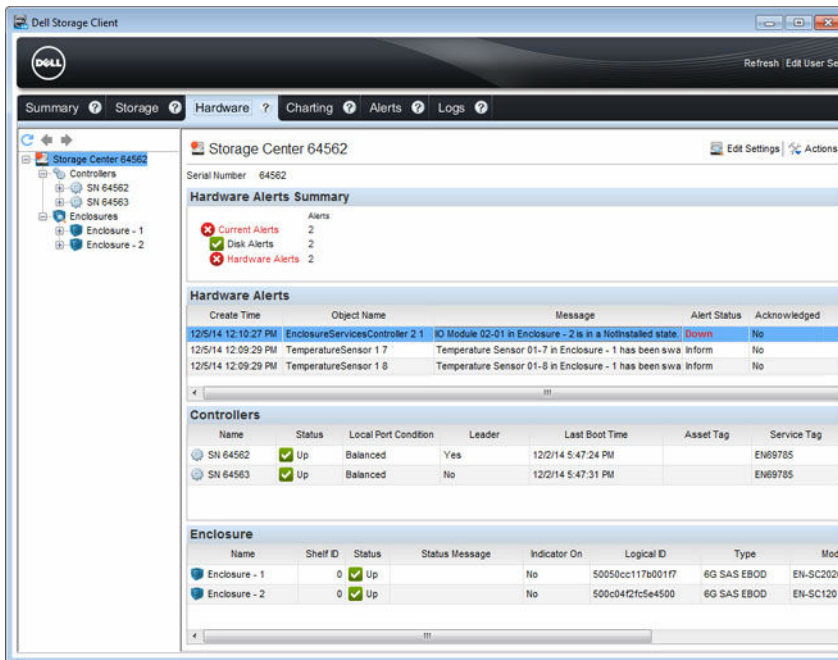 Dell Storage Client
DELL
Refresh Edit User Se
Summary ? Storage ? Hardware ? Charting ? Alerts ? Logs ?
Storage Center 64562
Controllers
SN 64562
SN 64563
Enclosures
Enclosure - 1
Enclosure - 2
Storage Center 64562
Edit Settings Actions
Serial Number 64562
Hardware Alerts Summary
Alerts
Current Alerts 2
Disk Alerts 2
Hardware Alerts 2
Hardware Alerts
Create Time Object Name Message Alert Status Acknowledged
12/5/14 12:10:27 PM EnclosureServicesController 2 1 IO Module 02-01 in Enclosure - 2 is in a NotInstalled state. Down No
12/5/14 12:09:29 PM TemperatureSensor 1 7 Temperature Sensor 01-7 in Enclosure - 1 has been swa Inform No
12/5/14 12:09:29 PM TemperatureSensor 1 8 Temperature Sensor 01-8 in Enclosure - 1 has been swa Inform No
Controllers
Name Status Local Port Condition Leader Last Boot Time Asset Tag Service Tag
SN 64562 Up Balanced Yes 12/2/14 5:47:24 PM EN69785
SN 64563 Up Balanced No 12/2/14 5:47:31 PM EN69785
Enclosure
Name Shelf ID Status Status Message Indicator On Logical ID Type Mod
Enclosure - 1 0 Up No 50050cc117b001f7 6G SAS EBOD EN-SC202
Enclosure - 2 0 Up No 500c04f2fc5e4500 6G SAS EBOD EN-SC120